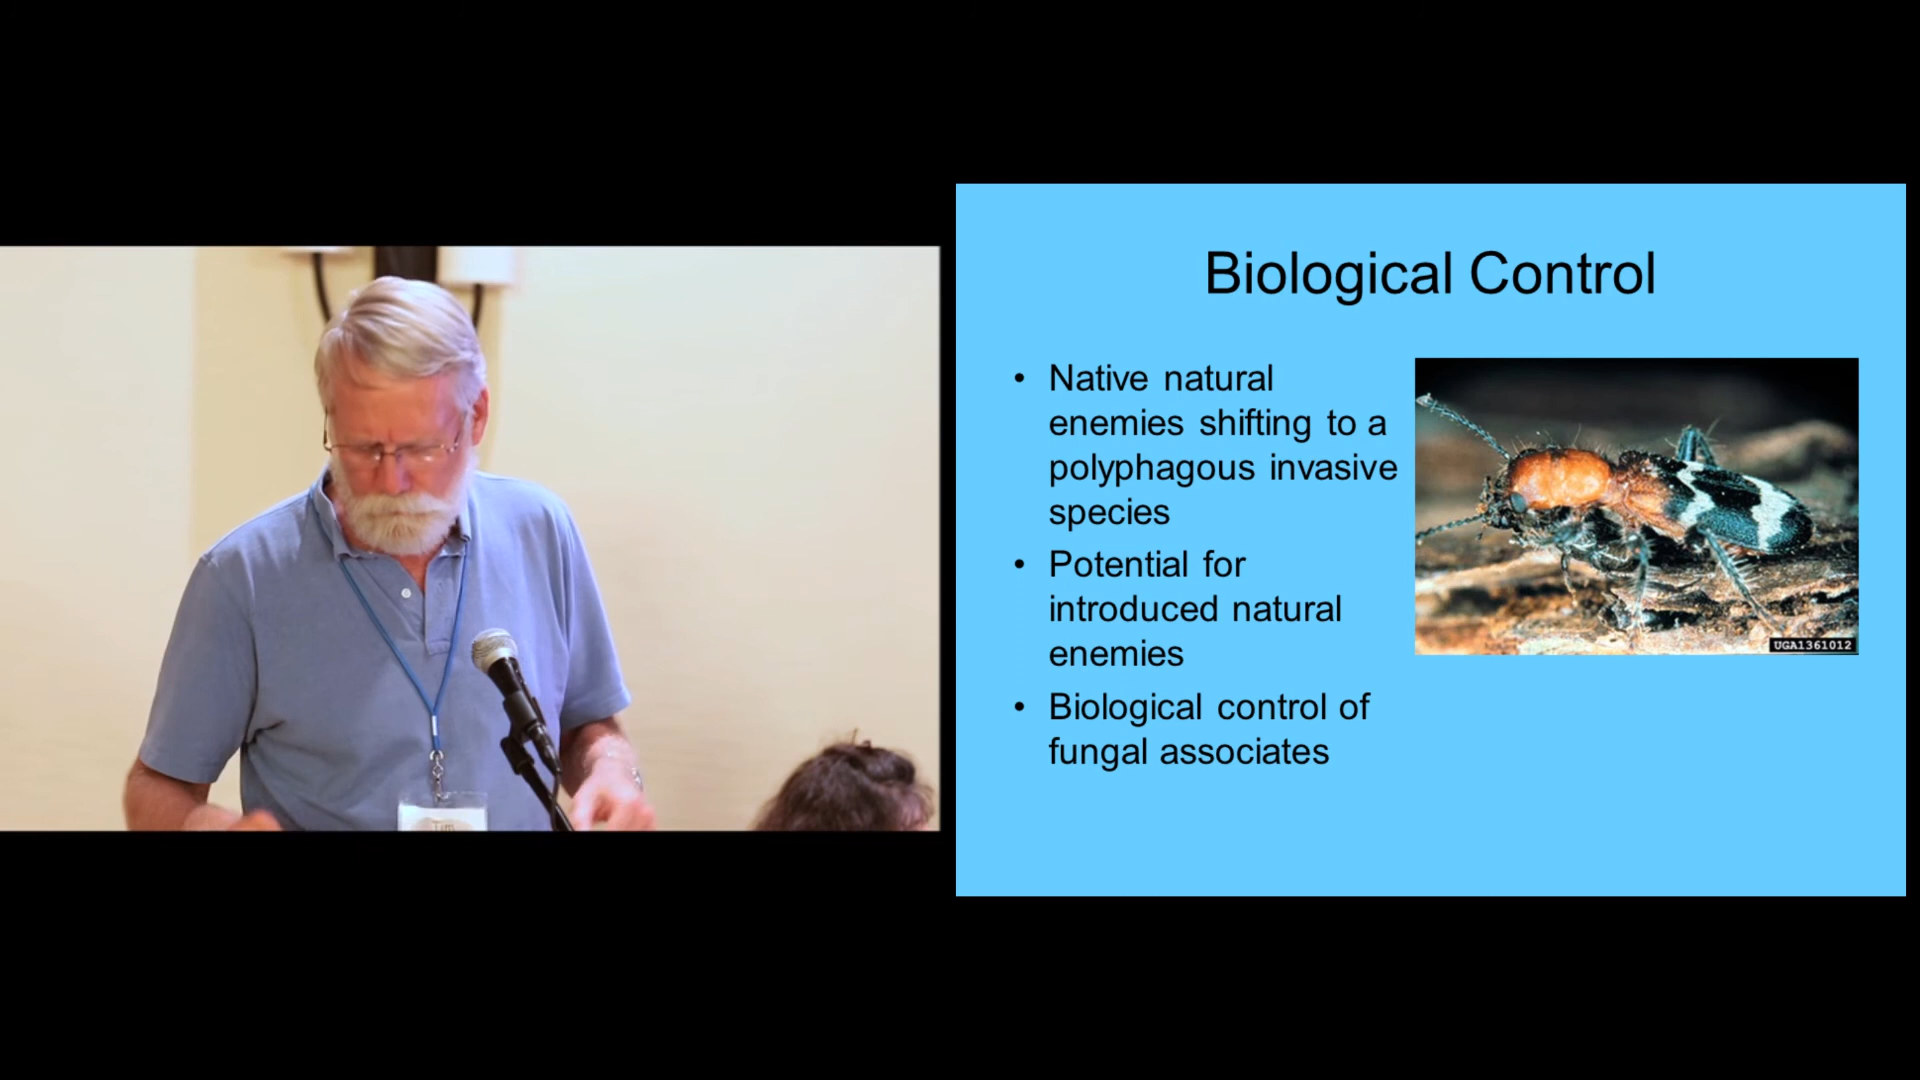 Biological Control
• Native natural
enemies shifting to a
polyphagous invasive
species
• Potential for
introduced natural
enemies
• Biological control of
fungal associates
UGA1361012